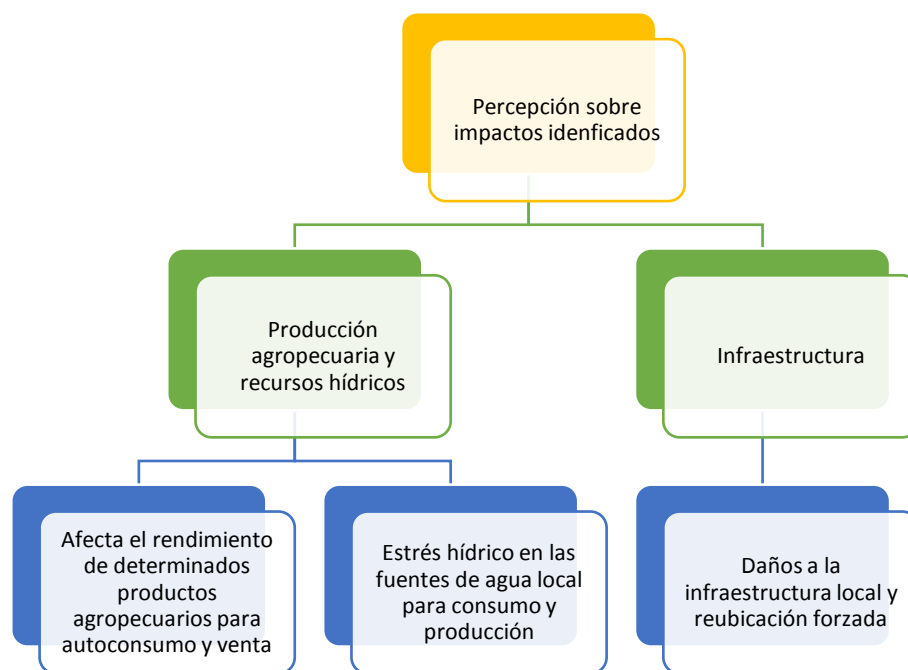 Percepción sobre
impactos idenficados
Producción
agropecuaria y
recursos hídricos
Infraestructura
Afecta el rendimiento
de determinados
productos
agropecuarios para
autoconsumo y venta
Estrés hídrico en las
fuentes de agua local
para consumo y
producción
Daños a la
infraestructura local y
reubicación forzada